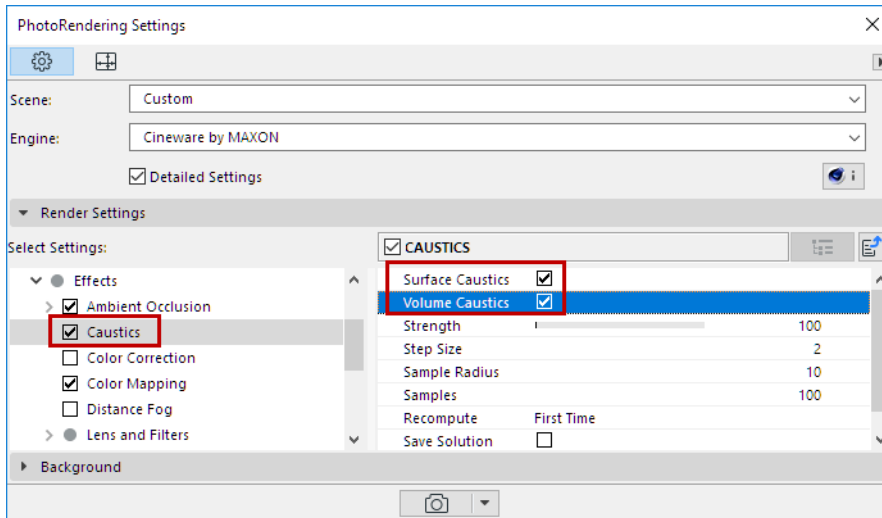 PhotoRendering Settings
Scene: Custom
Engine: Cineware by MAXON
Detailed Settings
i
Render Settings
Select Settings:
CAUSTICS
Effects
Ambient Occlusion
Caustics
Color Correction
Color Mapping
Distance Fog
Lens and Filters
Surface Caustics
Volume Caustics
Strength 100
Step Size 2
Sample Radius 10
Samples 100
Recompute First Time
Save Solution
Background